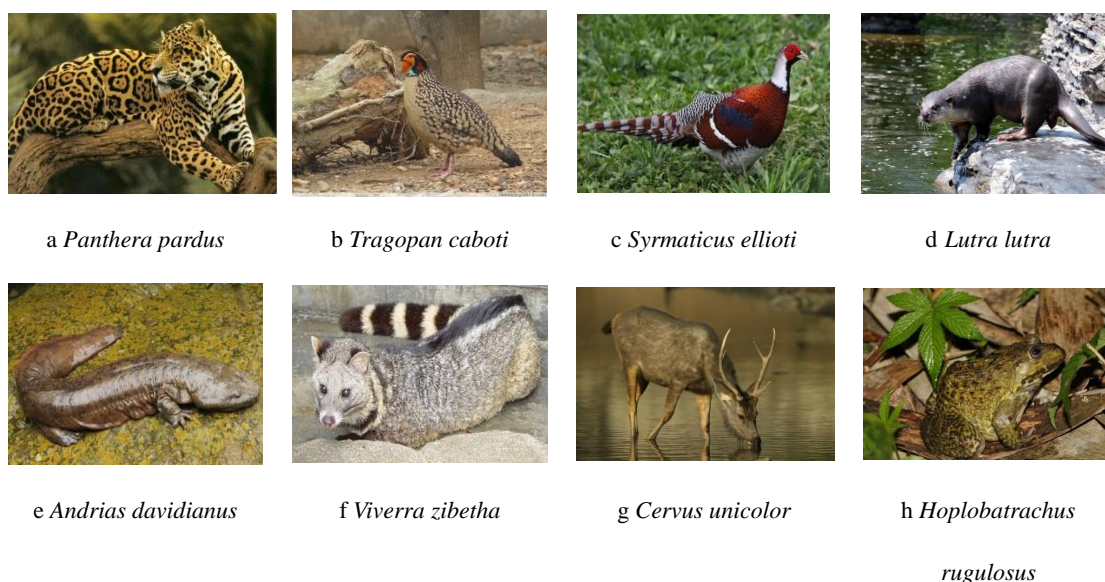 a Panthera pardus
b Tragopan caboti
c Syrmaticus ellioti
d Lutra lutra
e Andrias davidianus
f Viverra zibetha
g Cervus unicolor
h Hoplobatrachus
rugulosus